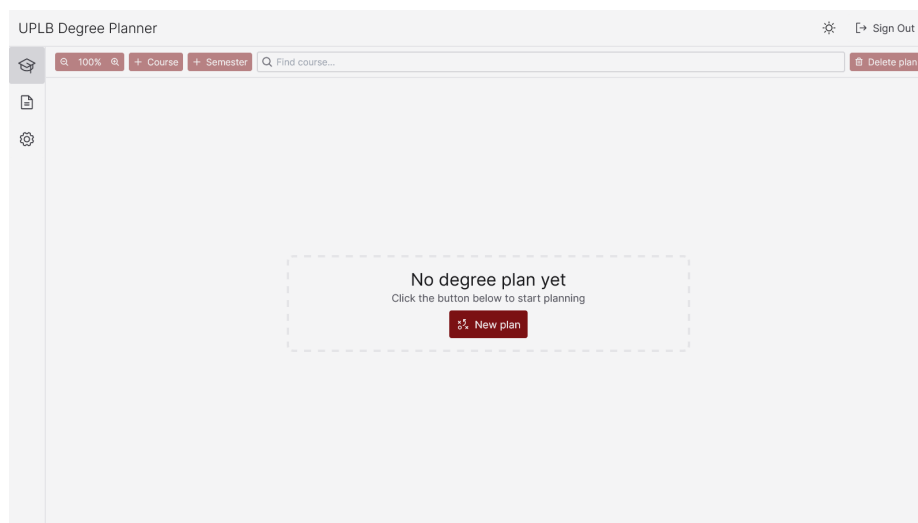 UPLB Degree Planner
Sign Out
100%
+ Course
+ Semester
Find course...
Delete plan
No degree plan yet
Click the button below to start planning
New plan